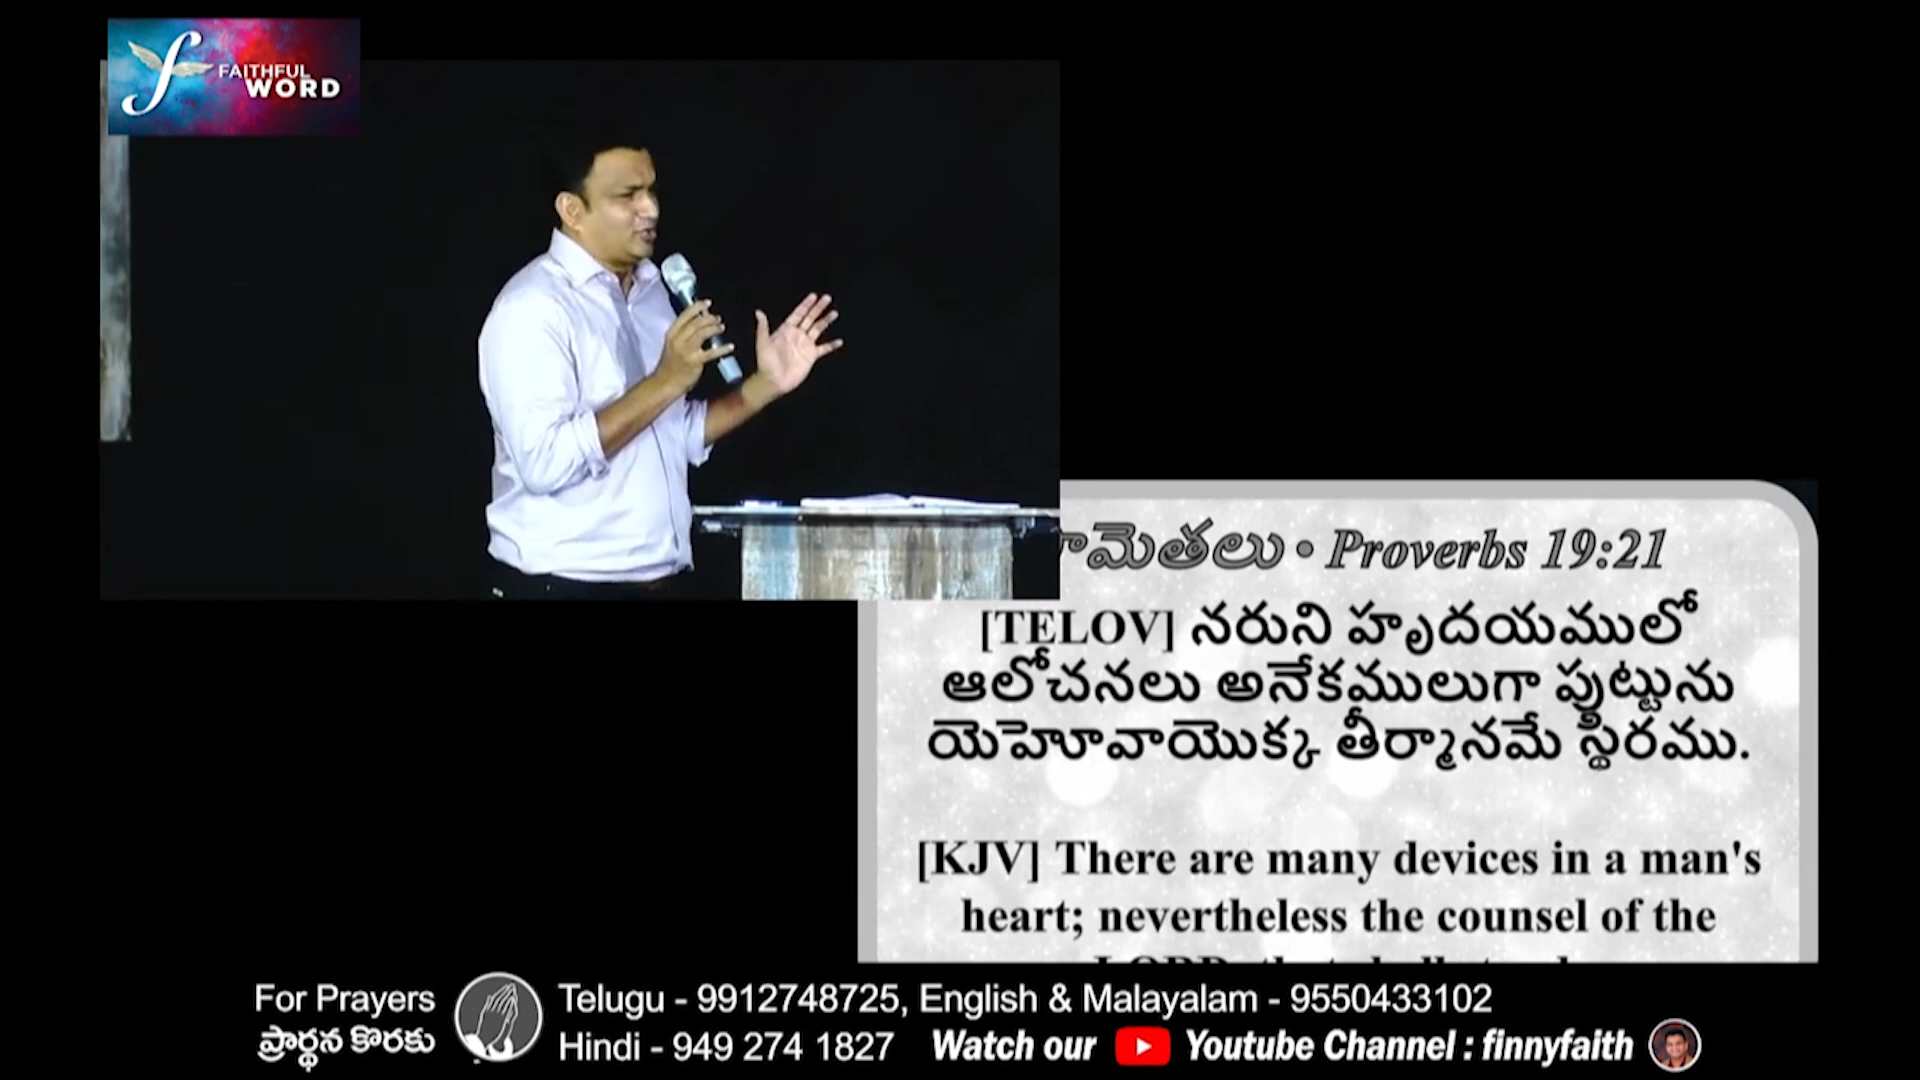 FAITHFUL
WORD
మెతలు • Proverbs 19:21
[TELOV] నరుని హృదయములో
ఆలోచనలు అనేకములుగా పుట్టును
యెహోవాయొక్క తీర్మానమే స్థిరము.
[KJV] There are many devices in a man's
heart; nevertheless the counsel of the
For Prayers
ప్రార్థన కొరకు
Telugu - 9912748725, English & Malayalam - 9550433102
Hindi - 949 274 1827 Watch our Youtube Channel : finnyfaith